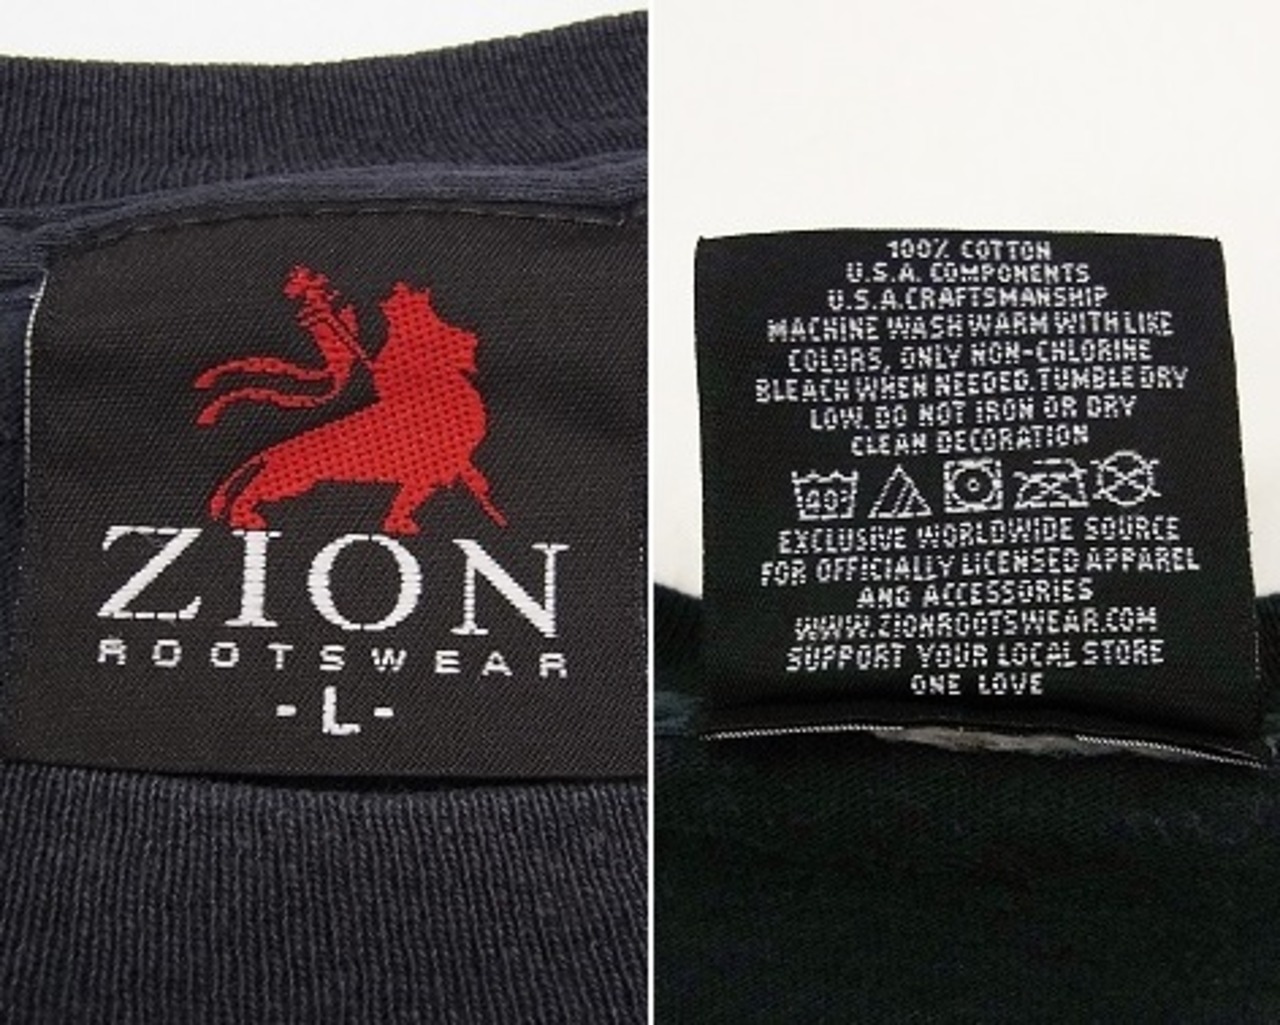 ZION
ROOTSWEAR
-L-
100% COTTON
U.S.A. COMPONENTS
U.S.A.CRAFTSMANSHIP
MACHINE WASH WARM WITH LIKE
COLORS, ONLY NON-CHLORINE
BLEACH WHEN NEEDED. TUMBLE DRY
LOW. DO NOT IRON OR DRY
CLEAN DECORATION
40°
EXCLUSIVE WORLDWIDE SOURCE
FOR OFFICIALLY LICENSED APPAREL
AND ACCESSORIES
WWW.ZIONROOTSWEAR.COM
SUPPORT YOUR LOCAL STORE
ONE LOVE